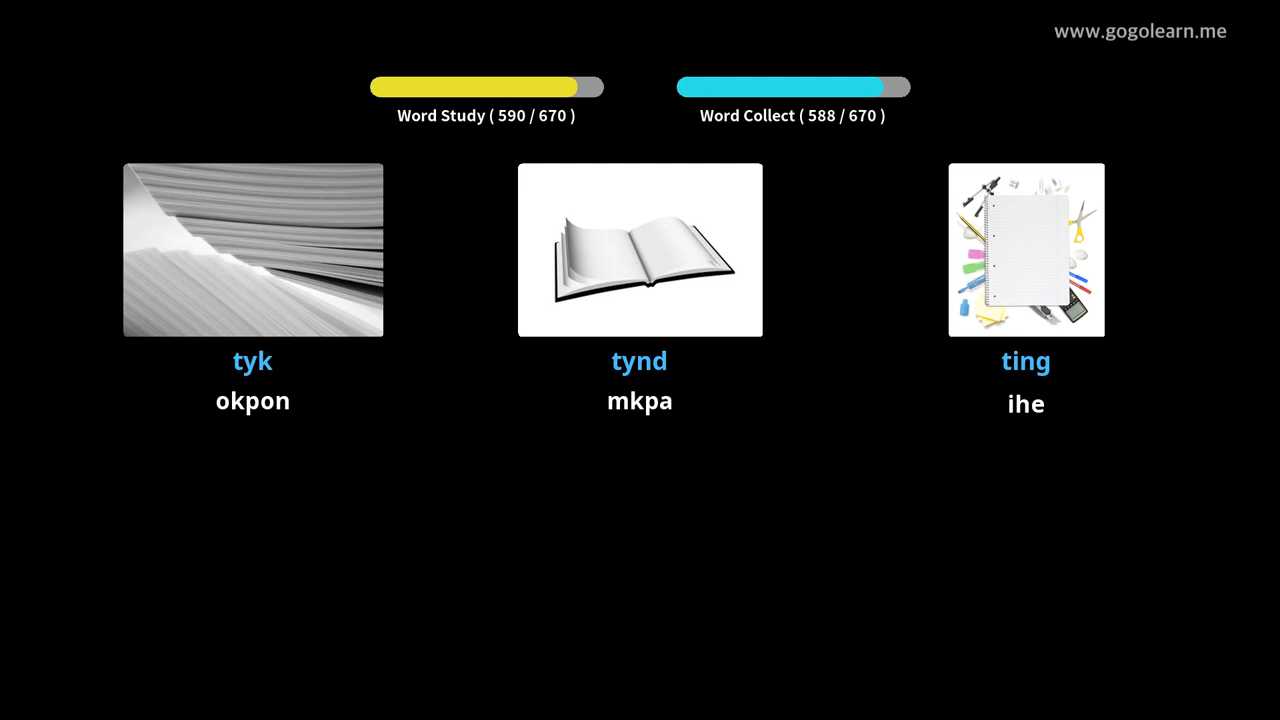 www.gogolearn.me
Word Study ( 590 / 670 )
Word Collect ( 588 / 670 )
tyk
tynd
ting
okpon
mkpa
ihe